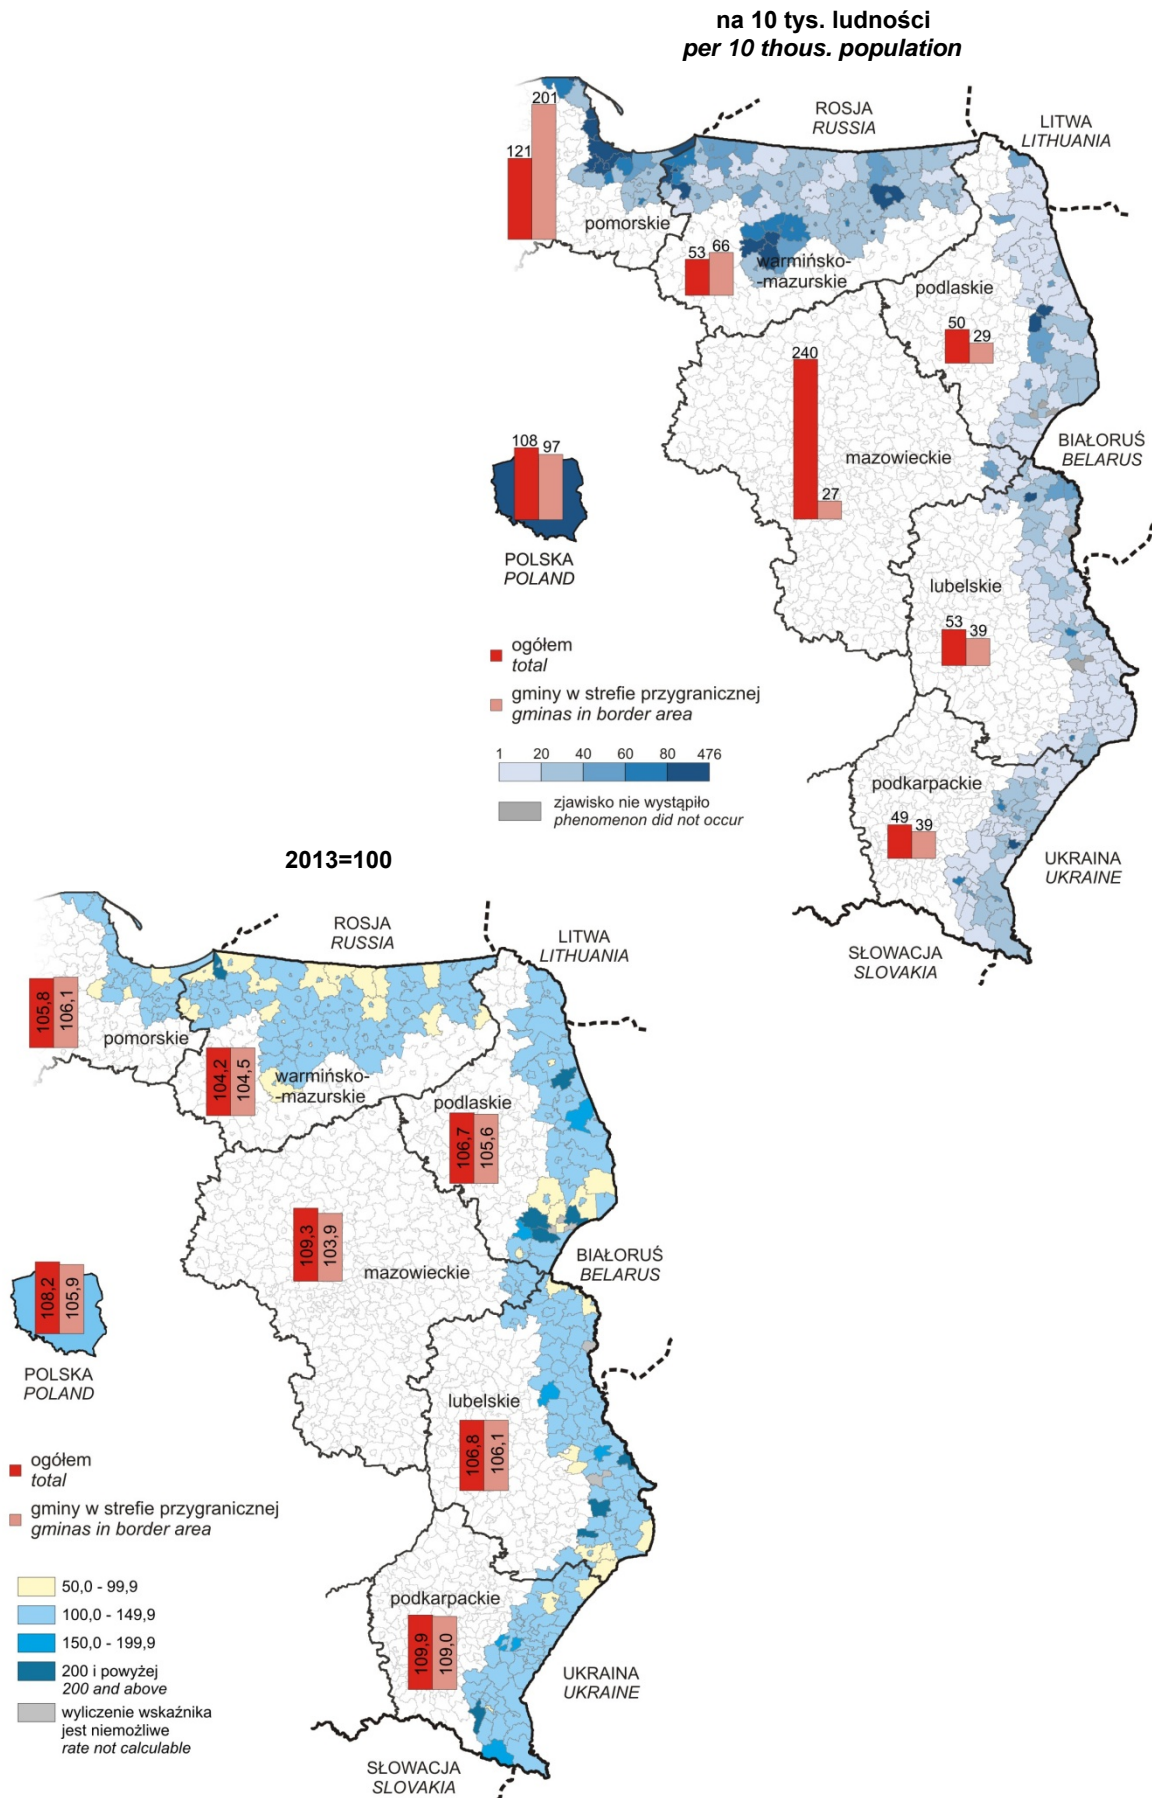 na 10 tys. ludności
per 10 thous. population
201
121
ROSJA
RUSSIA
LITWA
LITHUANIA
pomorskie
53
66
warmińsko-
-mazurskie
podlaskie
50
29
240
27
mazowieckie
BIAŁORUŚ
BELARUS
108
97
POLSKA
POLAND
lubelskie
53
39
ogółem
total
gminy w strefie przygranicznej
gminas in border area
1 20 40 60 80 476
zjawisko nie wystąpiło
phenomenon did not occur
podkarpackie
49
39
UKRAINA
UKRAINE
SŁOWACJA
SLOVAKIA
2013=100
ROSJA
RUSSIA
LITWA
LITHUANIA
105,8
106,1
pomorskie
104,2
104,5
warmińsko-
-mazurskie
podlaskie
106,7
105,6
109,3
103,9
mazowieckie
BIAŁORUŚ
BELARUS
108,2
105,9
POLSKA
POLAND
lubelskie
106,8
106,1
ogółem
total
gminy w strefie przygranicznej
gminas in border area
50,0 - 99,9
100,0 - 149,9
150,0 - 199,9
200 i powyżej
200 and above
wyliczenie wskaźnika
jest niemożliwe
rate not calculable
podkarpackie
109,9
109,0
UKRAINA
UKRAINE
SŁOWACJA
SLOVAKIA